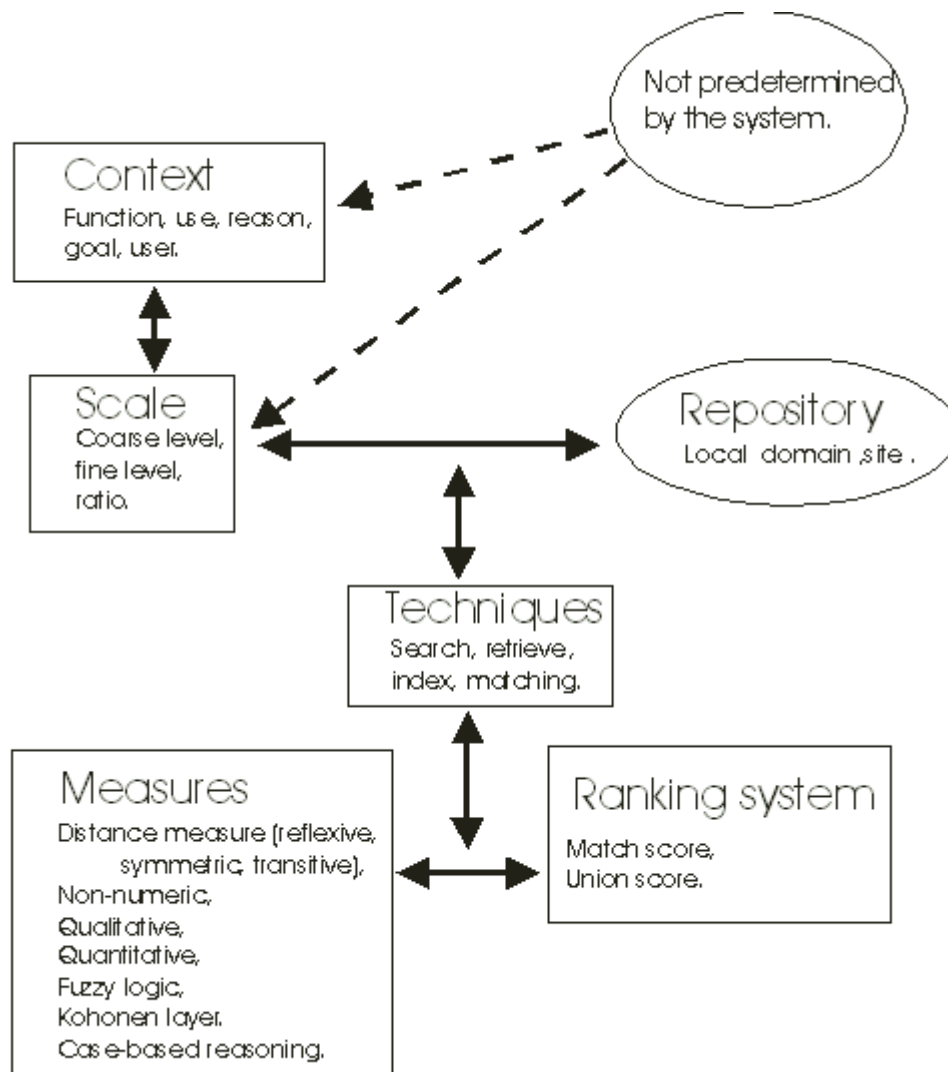 Not predetermined
by the system.
Context
Function, use, reason,
goal, user.
Scale
Coarse level,
fine level,
ratio.
Repository
Local domain ,site .
Techniques
Search, retrieve,
index, matching.
Measures
Distance measure (reflexive,
symmetric, transitive),
Non-numeric,
Qualitative,
Quantitative,
Fuzzy logic,
Kohonen layer.
Case-based reasoning.
Ranking system
Match score,
Union score.